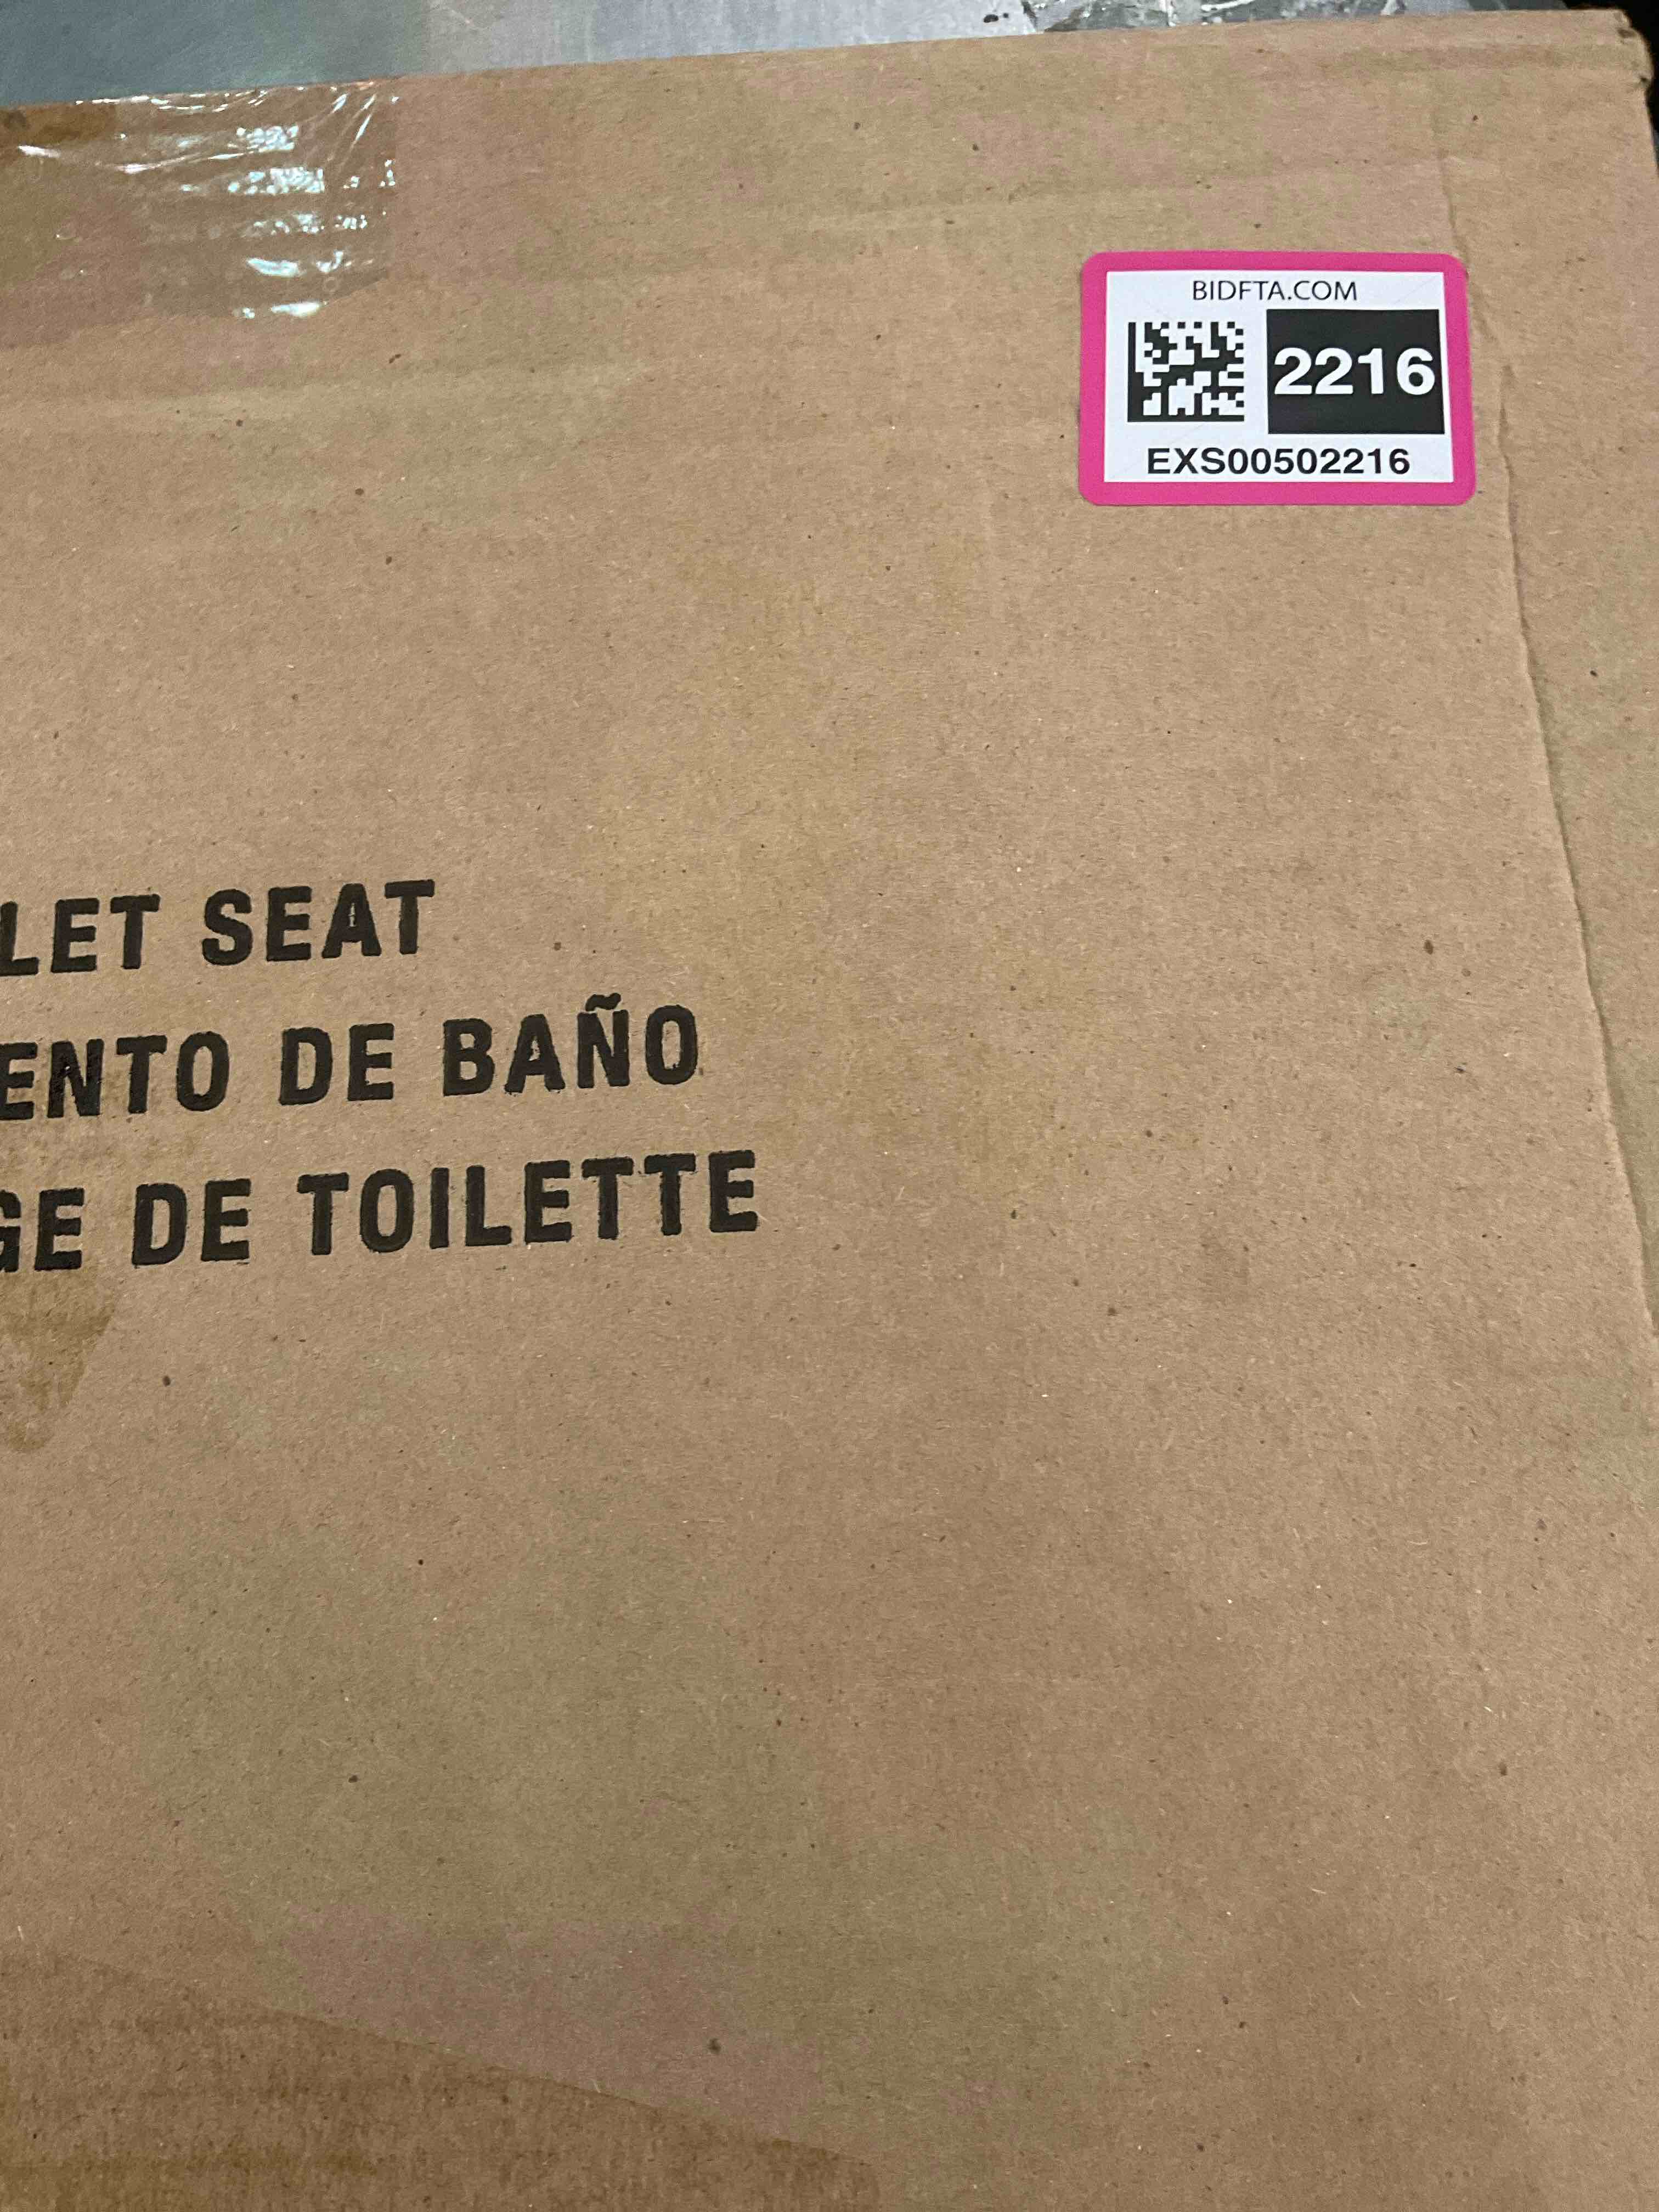 BIDFTA.COM
2216
EXS00502216
LET SEAT
ENTO DE BAÑO
GE DE TOILETTE